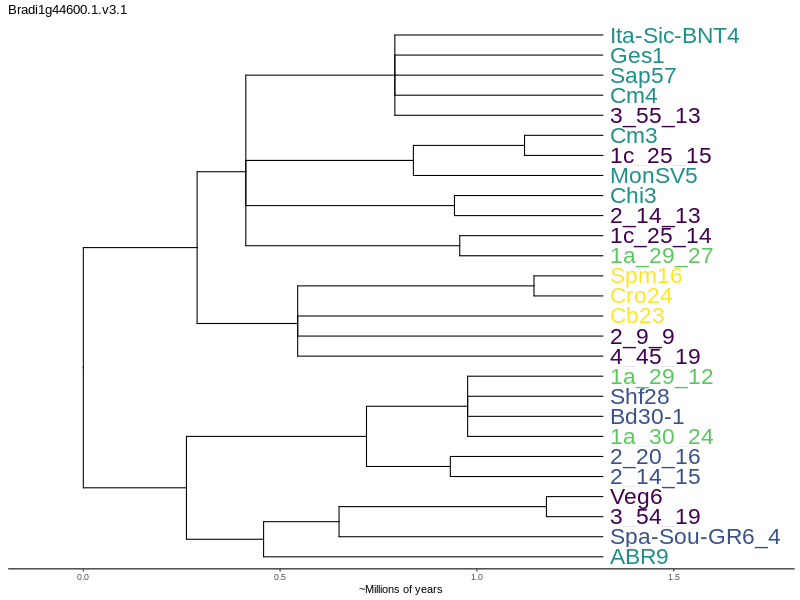 Bradi1g44600.1.v3.1
Ita-Sic-BNT4
Ges1
Sap57
Cm4
3_55_13
Cm3
1c_25_15
MonSV5
Chi3
2_14_13
1c_25_14
1a_29_27
Spm16
Cro24
Cb23
2_9_9
4_45_19
1a_29_12
Shf28
Bd30-1
1a_30_24
2_20_16
2_14_15
Veg6
3_54_19
Spa-Sou-GR6_4
ABR9
0.0 0.5 1.0 1.5
~Millions of years